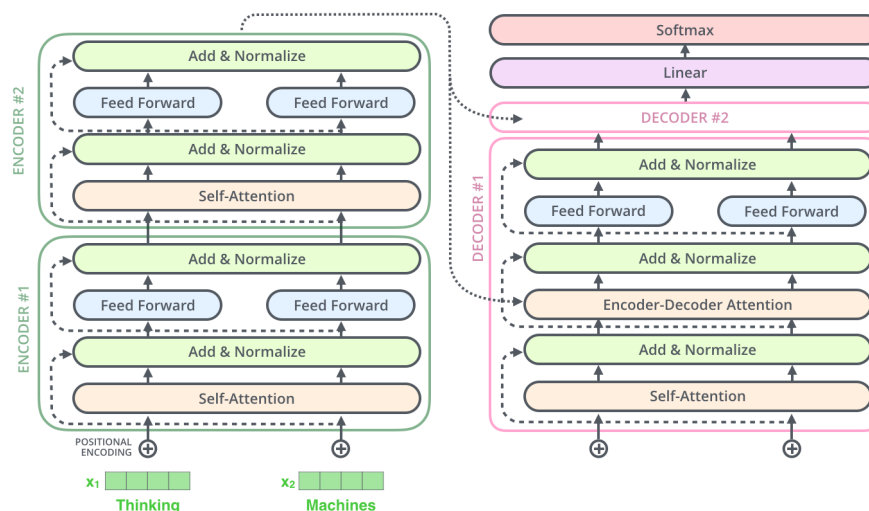 ENCODER #2
Add & Normalize
Feed Forward
Feed Forward
Add & Normalize
Self-Attention
ENCODER #1
Add & Normalize
Feed Forward
Feed Forward
Add & Normalize
Self-Attention
POSITIONAL
ENCODING
x1
x2
Thinking
Machines
Softmax
Linear
DECODER #2
DECODER #1
Add & Normalize
Feed Forward
Feed Forward
Add & Normalize
Encoder-Decoder Attention
Add & Normalize
Self-Attention